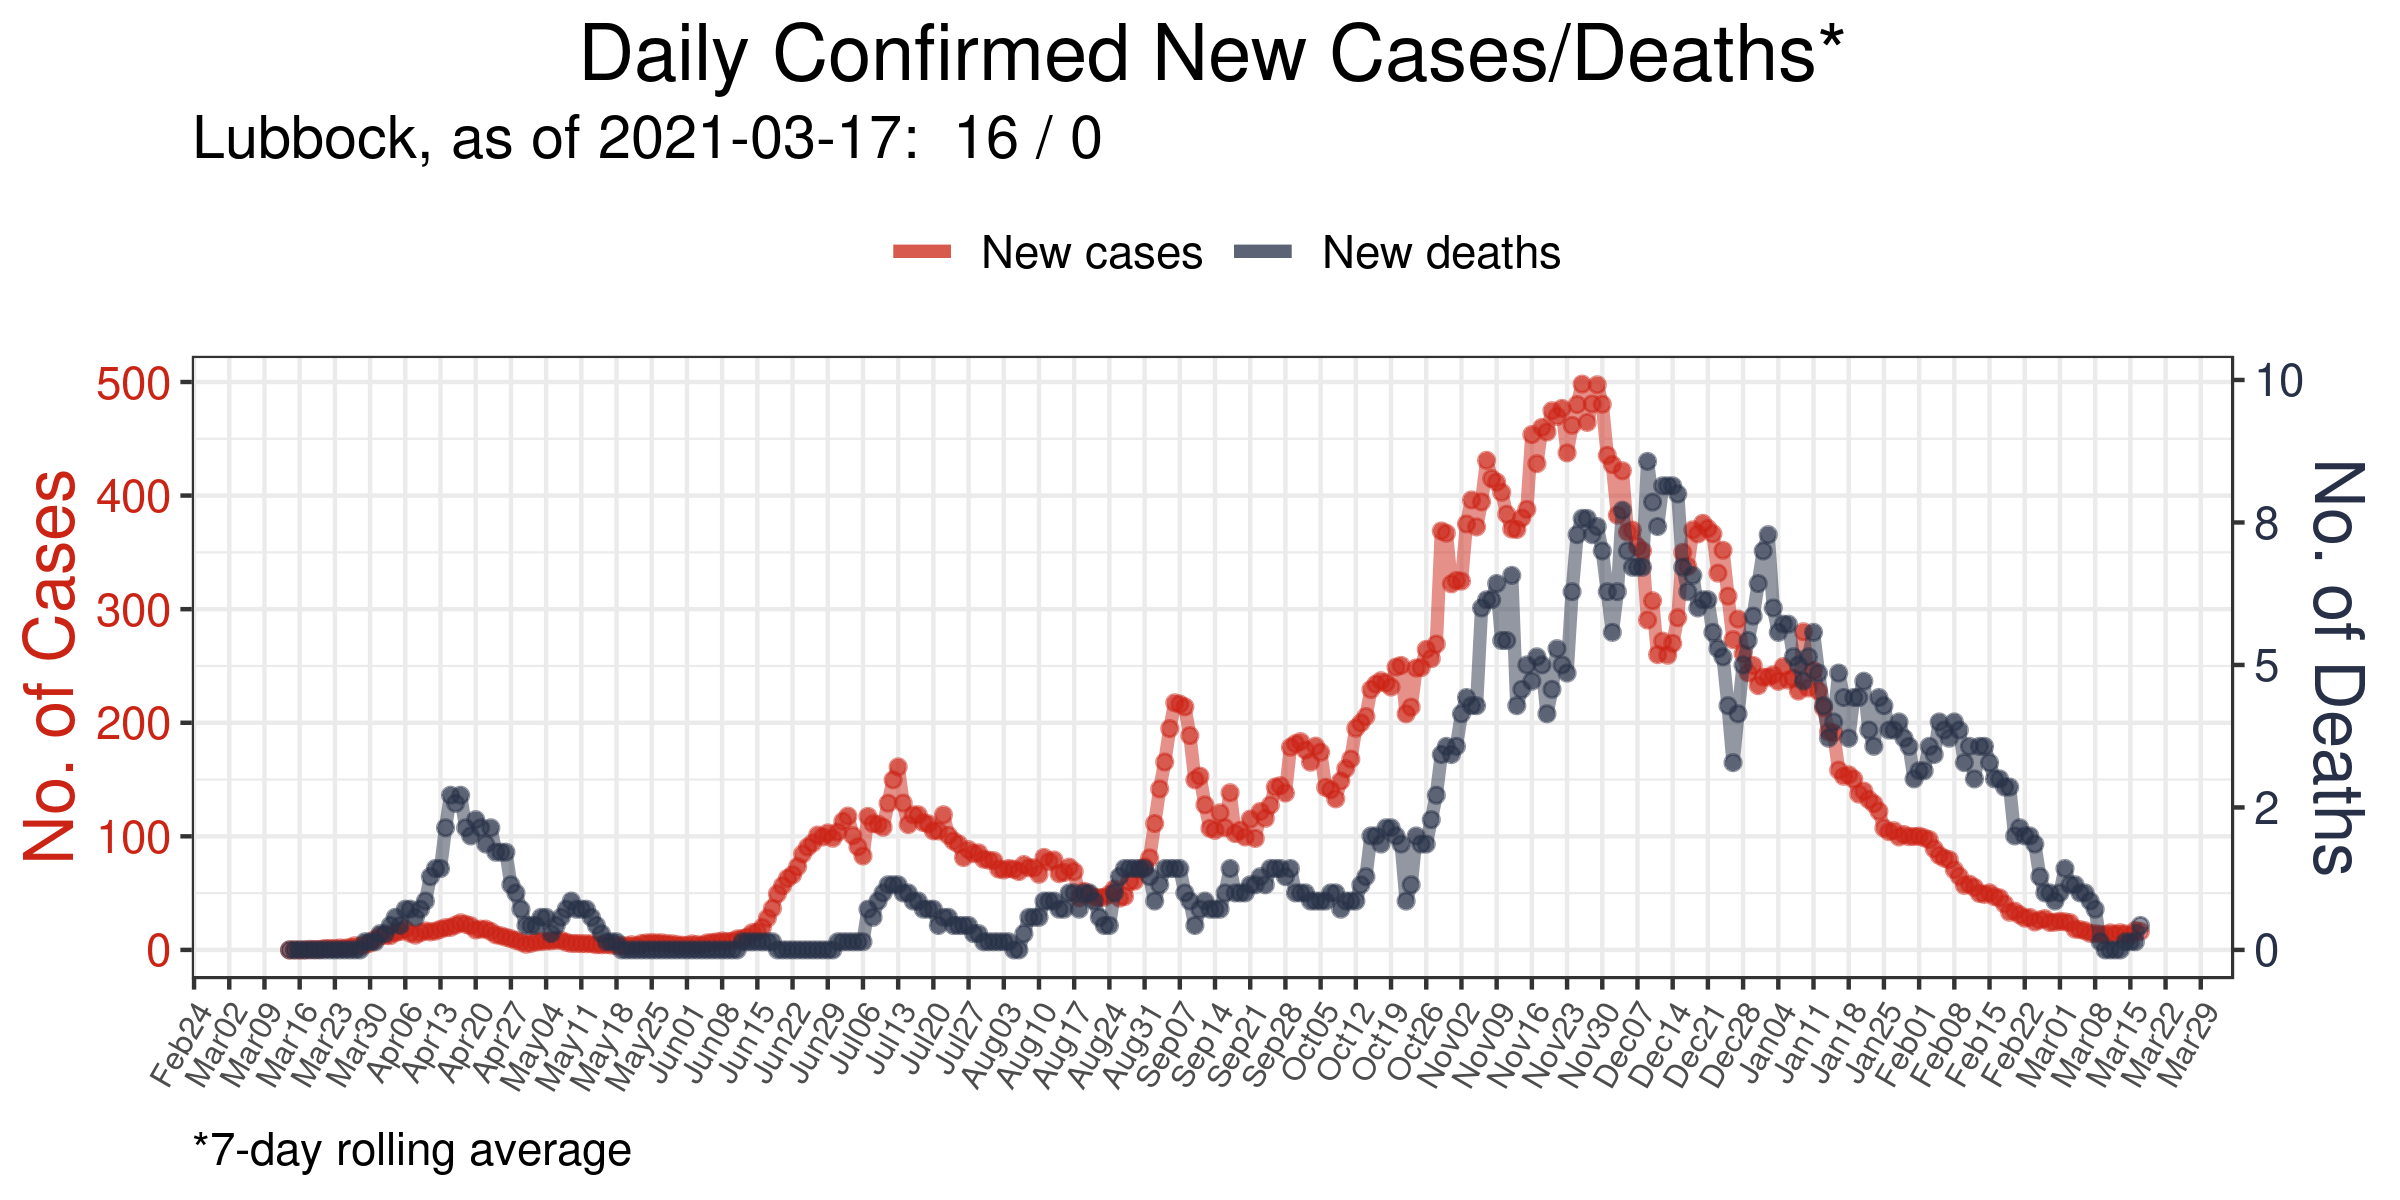 Daily Confirmed New Cases/Deaths*
Lubbock, as of 2021-03-17:  16 / 0
New cases
New deaths
No. of Cases
500
400
300
200
100
0
10
8
5
2
0
No. of Deaths
Feb24
Mar02
Mar09
Mar16
Mar23
Mar30
Apr06
Apr13
Apr20
Apr27
May04
May11
May18
May25
Jun01
Jun08
Jun15
Jun22
Jun29
Jul06
Jul13
Jul20
Jul27
Aug03
Aug10
Aug17
Aug24
Aug31
Sep07
Sep14
Sep21
Sep28
Oct05
Oct12
Oct19
Oct26
Nov02
Nov09
Nov16
Nov23
Nov30
Dec07
Dec14
Dec21
Dec28
Jan04
Jan11
Jan18
Jan25
Feb01
Feb08
Feb15
Feb22
Mar01
Mar08
Mar15
Mar22
Mar29
*7-day rolling average